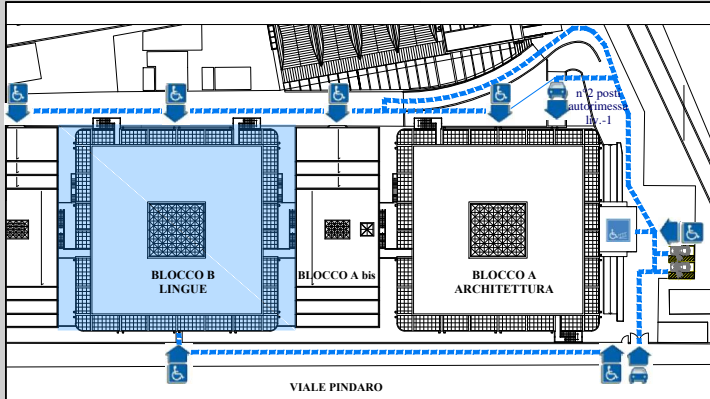 n°2 posti
autorimessa
liv.-1
BLOCCO B
LINGUE
BLOCCO A bis
BLOCCO A
ARCHITETTURA
VIALE PINDARO